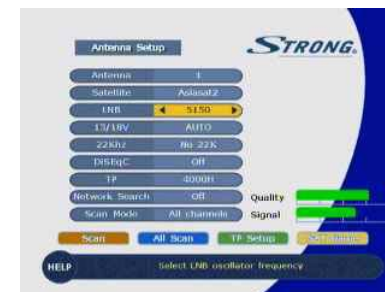 Antenna Setup
STRONG.
Antenna 1
Satellite Asiasat2
LNB 5150
13/18V AUTO
22Khz No 22K
DiSEqC Off
TP 4000H
Network Search Off
Quality
Scan Mode All channels
Signal
Scan All Scan TP Setup
HELP Select LNB oscillator frequency